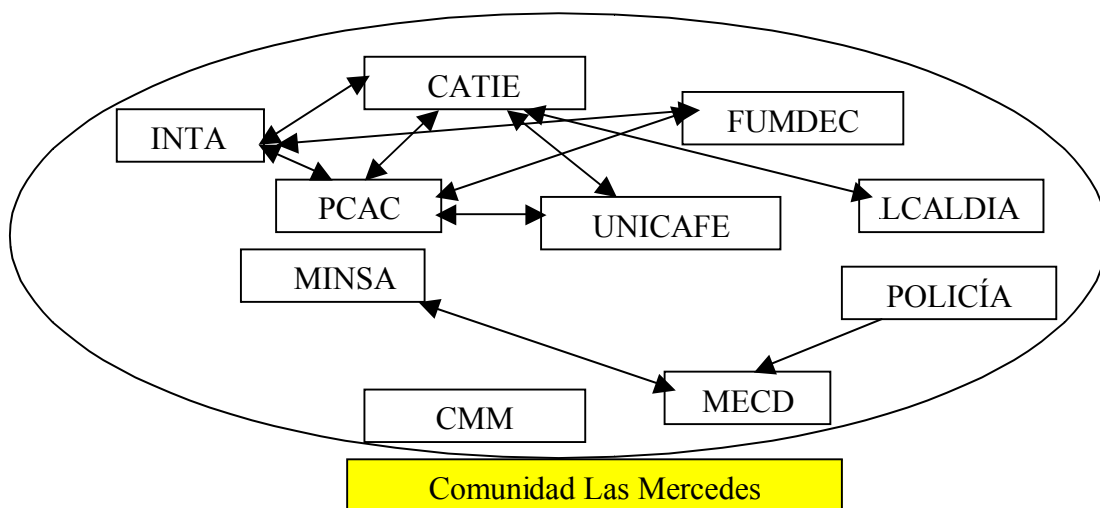 CATIE
FUMDEC
INTA
PCAC
LCALDIA
UNICAFE
MINSA
POLICÍA
MECD
CMM
Comunidad Las Mercedes